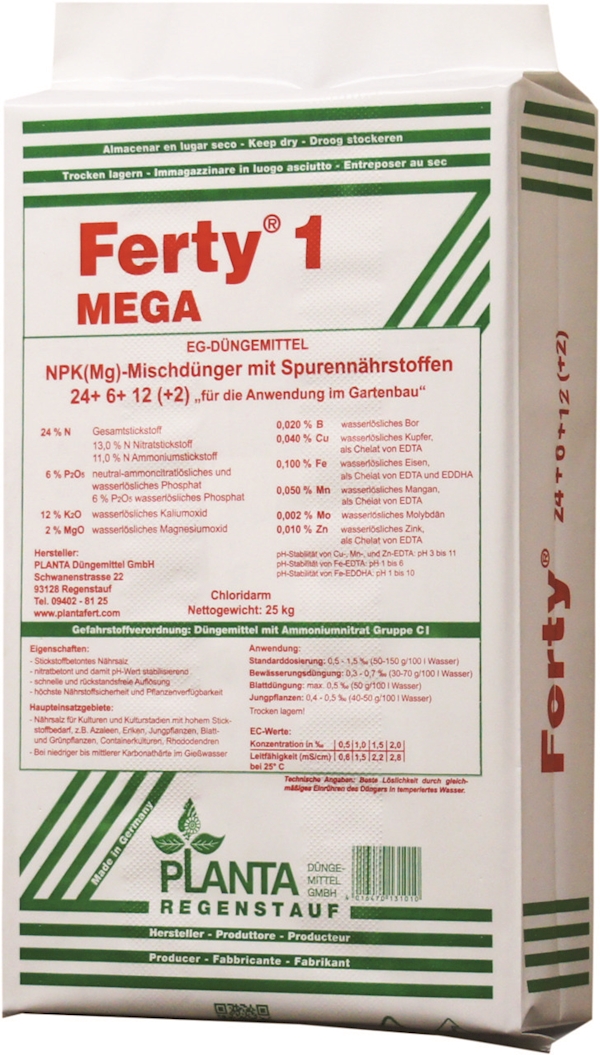 Almacenar en lugar seco - Keep dry - Droog stockeren
Trocken lagern - Immagazzinare in luogo asciutto - Entreposer au sec
Ferty® 1
MEGA
EG-DÜNGEMITTEL
NPK(Mg)-Mischdünger mit Spurennährstoffen
24+ 6+ 12 (+2) „für die Anwendung im Gartenbau“
24 % N Gesamtstickstoff
13,0 % N Nitratstickstoff
11,0 % N Ammoniumstickstoff
6 % P2O5 neutral-ammoncitratlösliches und
wasserlösliches Phosphat
6 % P2O5 wasserlösliches Phosphat
12 % K2O wasserlösliches Kaliumoxid
2 % MgO wasserlösliches Magnesiumoxid
0,020 % B wasserlösliches Bor
0,040 % Cu wasserlösliches Kupfer,
als Chelat von EDTA
0,100 % Fe wasserlösliches Eisen,
als Chelat von EDTA und EDDHA
0,050 % Mn wasserlösliches Mangan,
als Chelat von EDTA
0,002 % Mo wasserlösliches Molybdän
0,010 % Zn wasserlösliches Zink,
als Chelat von EDTA
pH-Stabilität von Cu-, Mn-, und Zn-EDTA: pH 3 bis 11
pH-Stabilität von Fe-EDTA: pH 1 bis 6
pH-Stabilität von Fe-EDDHA: pH 1 bis 10
Hersteller:
PLANTA Düngemittel GmbH
Schwanenstrasse 22
93128 Regenstauf
Tel. 09402 - 81 25
www.plantafert.com
Chloridarm
Nettogewicht: 25 kg
Gefahrstoffverordnung: Düngemittel mit Ammoniumnitrat Gruppe C I
Eigenschaften:
- Stickstoffbetontes Nährsalz
- nitratbetont und damit pH-Wert stabilisierend
- schnelle und rückstandsfreie Auflösung
- höchste Nährstoffsicherheit und Pflanzenverfügbarkeit
Haupteinsatzgebiete:
- Nährsalz für Kulturen und Kulturstadien mit hohem Stick-
stoffbedarf, z.B. Azaleen, Eriken, Jungpflanzen, Blatt-
und Grünpflanzen, Containerkulturen, Rhododendren
- Bei niedriger bis mittlerer Karbonathärte im Gießwasser
Anwendung:
Standarddosierung: 0,5 - 1,5 ‰ (50-150 g/100 l Wasser)
Bewässerungsdüngung: 0,3 - 0,7 ‰ (30-70 g/100 l Wasser)
Blattdüngung: max. 0,5 ‰ (50 g/100 l Wasser)
Jungpflanzen: 0,4 - 0,5 ‰ (40-50 g/100 l Wasser)
Trocken lagern!
EC-Werte:
Konzentration in ‰ 0,5 1,0 1,5 2,0
Leitfähigkeit (mS/cm) 0,8 1,5 2,2 2,8
bei 25° C
Technische Angaben: Beste Löslichkeit durch gleich-
mäßiges Einrühren des Düngers in temperiertes Wasser.
Made in Germany
PLANTA
DÜNGE-
MITTEL
GMBH
REGENSTAUF
Hersteller - Produttore - Producteur
Producer - Fabbricante - Fabrikant
Ferty® 24+6+12 (+2)